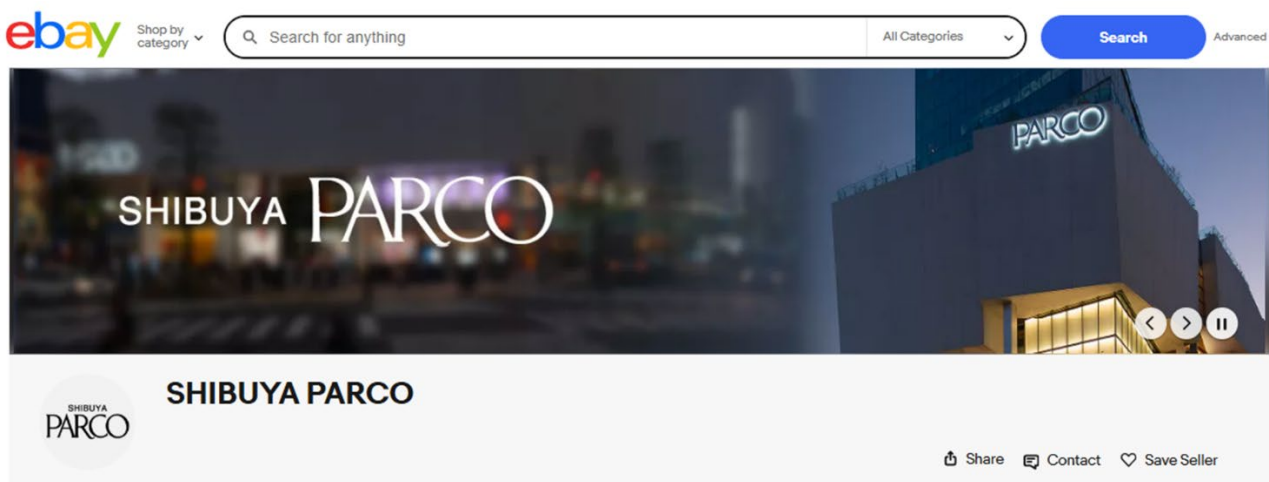 ebay
Shop by
category
Search for anything
All Categories
Search
Advanced
SHIBUYA PARCO
PARCO
SHIBUYA
PARCO
SHIBUYA PARCO
Share
Contact
Save Seller